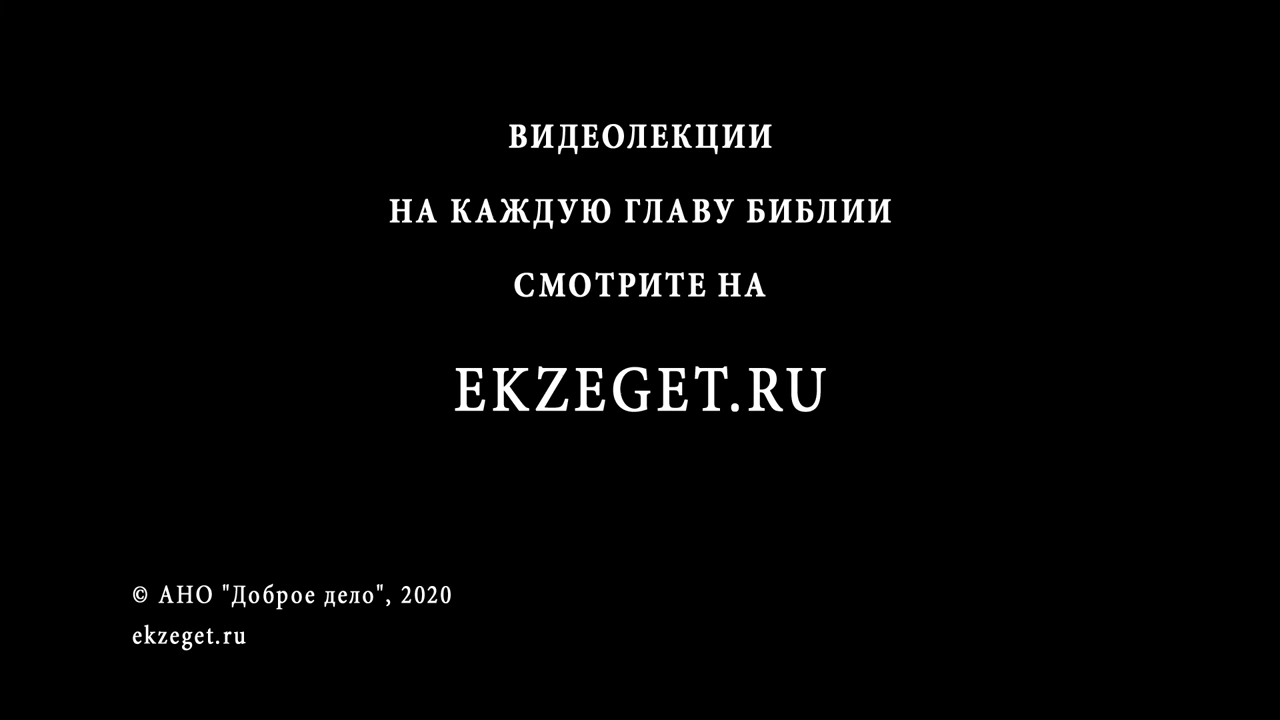 ВИДЕОЛЕКЦИИ
НА КАЖДУЮ ГЛАВУ БИБЛИИ
СМОТРИТЕ НА
EKZEGET.RU
© АНО "Доброе дело", 2020
ekzeget.ru